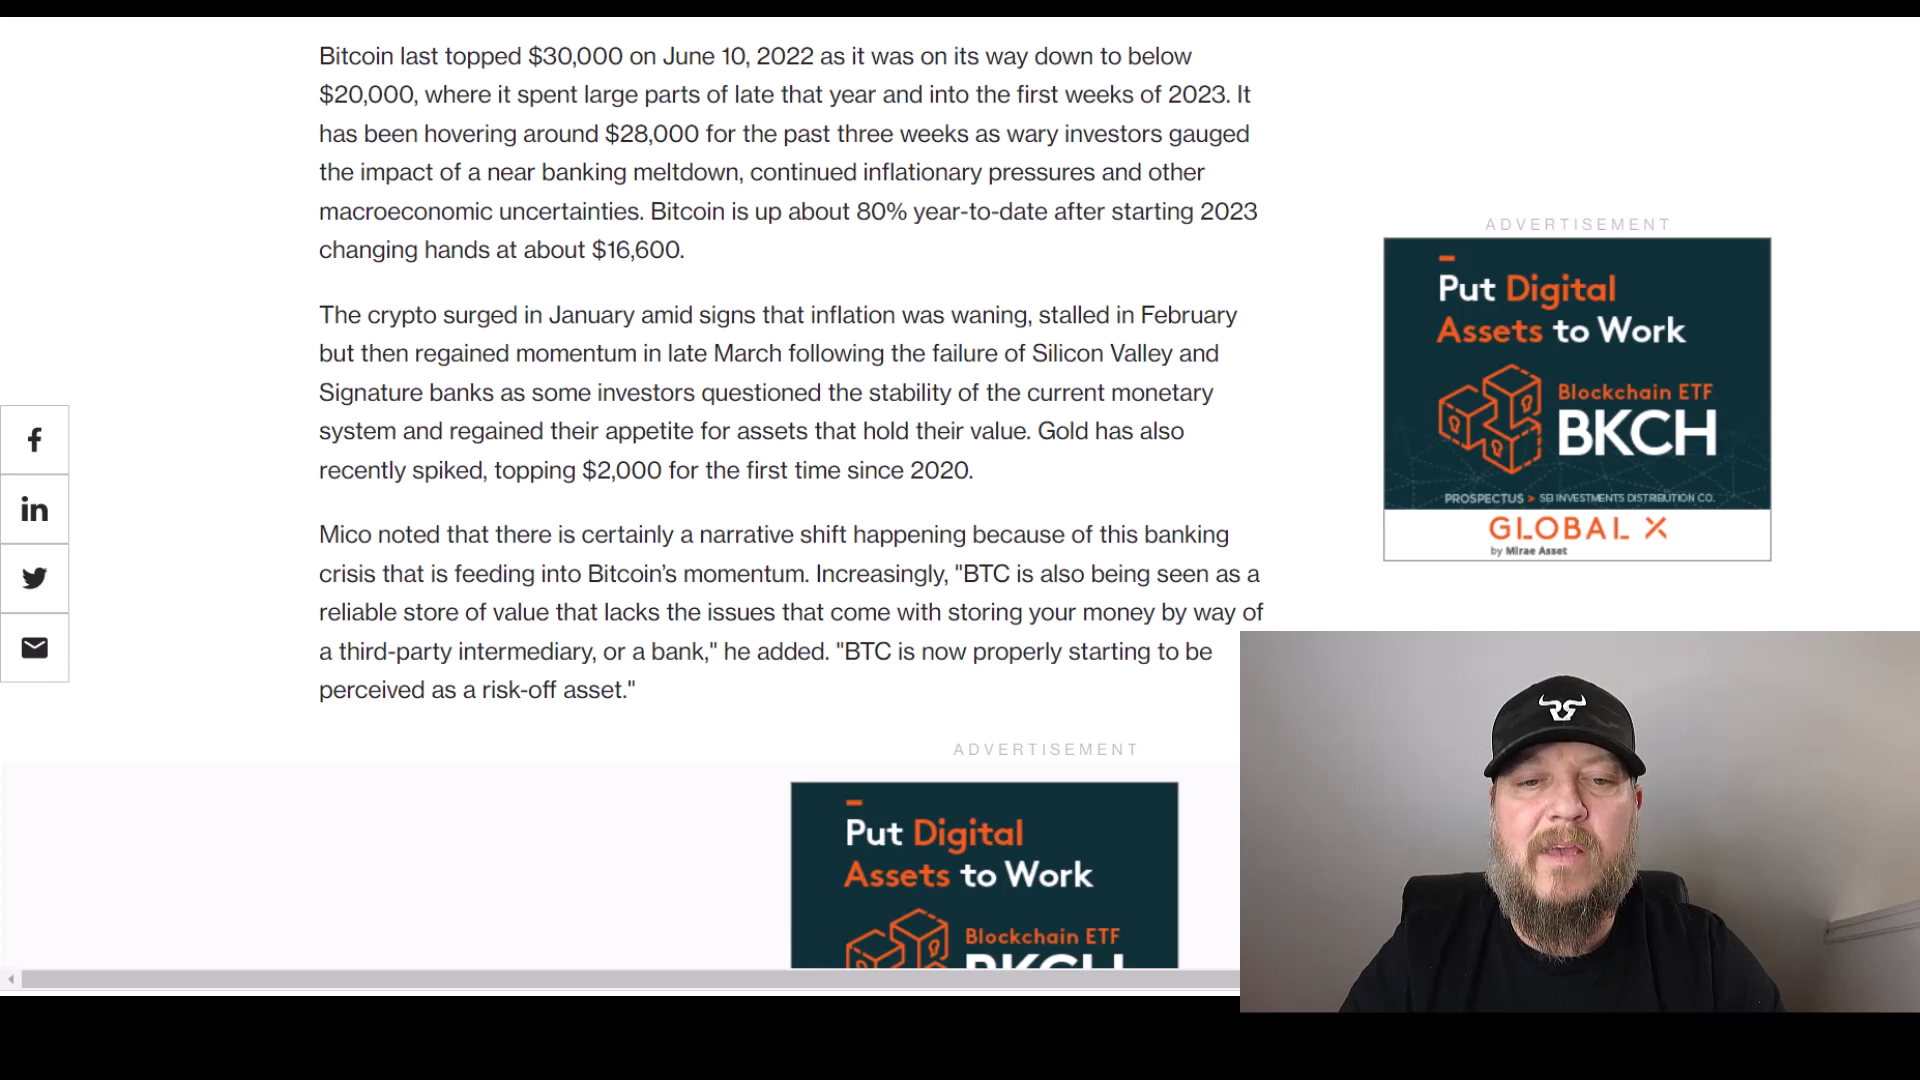 Bitcoin last topped $30,000 on June 10, 2022 as it was on its way down to below
$20,000, where it spent large parts of late that year and into the first weeks of 2023. It
has been hovering around $28,000 for the past three weeks as wary investors gauged
the impact of a near banking meltdown, continued inflationary pressures and other
macroeconomic uncertainties. Bitcoin is up about 80% year-to-date after starting 2023
changing hands at about $16,600.
The crypto surged in January amid signs that inflation was waning, stalled in February
but then regained momentum in late March following the failure of Silicon Valley and
Signature banks as some investors questioned the stability of the current monetary
system and regained their appetite for assets that hold their value. Gold has also
recently spiked, topping $2,000 for the first time since 2020.
Mico noted that there is certainly a narrative shift happening because of this banking
crisis that is feeding into Bitcoin’s momentum. Increasingly, "BTC is also being seen as a
reliable store of value that lacks the issues that come with storing your money by way of
a third-party intermediary, or a bank," he added. "BTC is now properly starting to be
perceived as a risk-off asset."
ADVERTISEMENT
Put Digital
Assets to Work
Blockchain ETF
BKCH
PROSPECTUS > SEI INVESTMENTS DISTRIBUTION CO.
GLOBAL X
by Mirae Asset
ADVERTISEMENT
Put Digital
Assets to Work
Blockchain ETF
BKCH